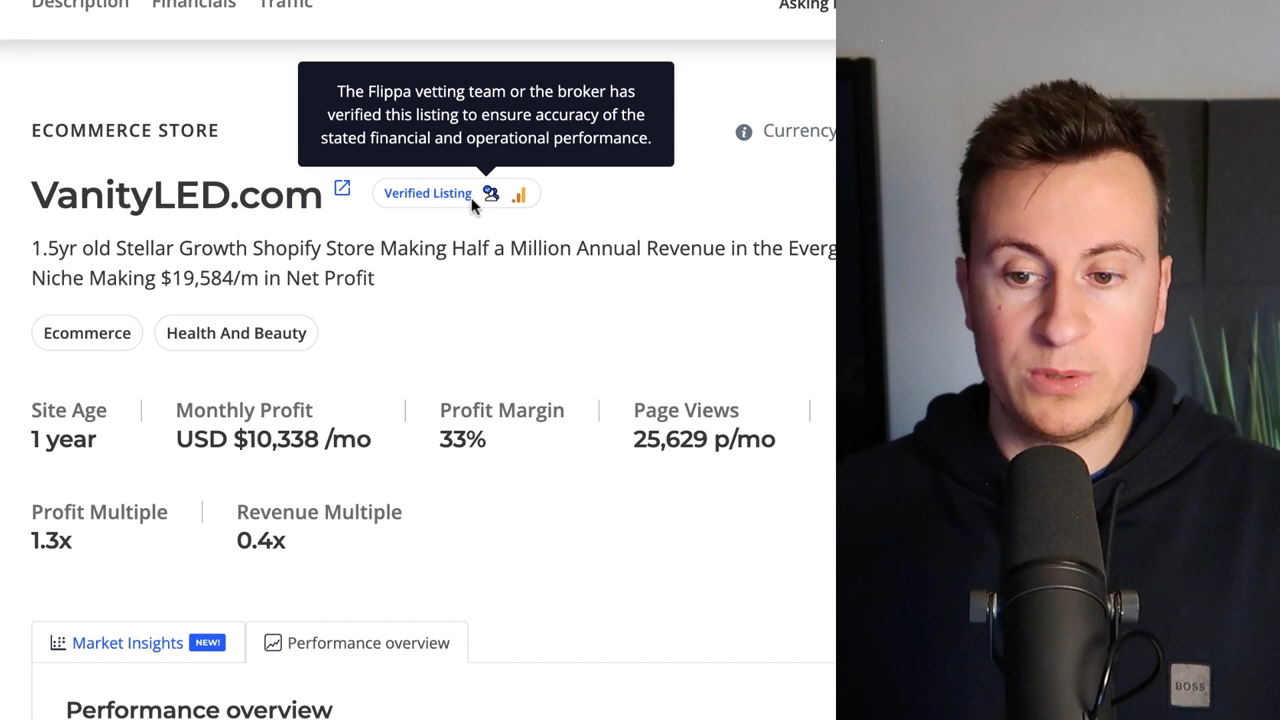 Description Financials Traffic
Asking
The Flippa vetting team or the broker has
verified this listing to ensure accuracy of the
stated financial and operational performance.
ECOMMERCE STORE
Currency
VanityLED.com
Verified Listing
1.5yr old Stellar Growth Shopify Store Making Half a Million Annual Revenue in the Everg
Niche Making $19,584/m in Net Profit
Ecommerce
Health And Beauty
Site Age
Monthly Profit
Profit Margin
Page Views
1 year
USD $10,338 /mo
33%
25,629 p/mo
Profit Multiple
Revenue Multiple
1.3x
0.4x
Market Insights NEW!
Performance overview
Performance overview
BOSS